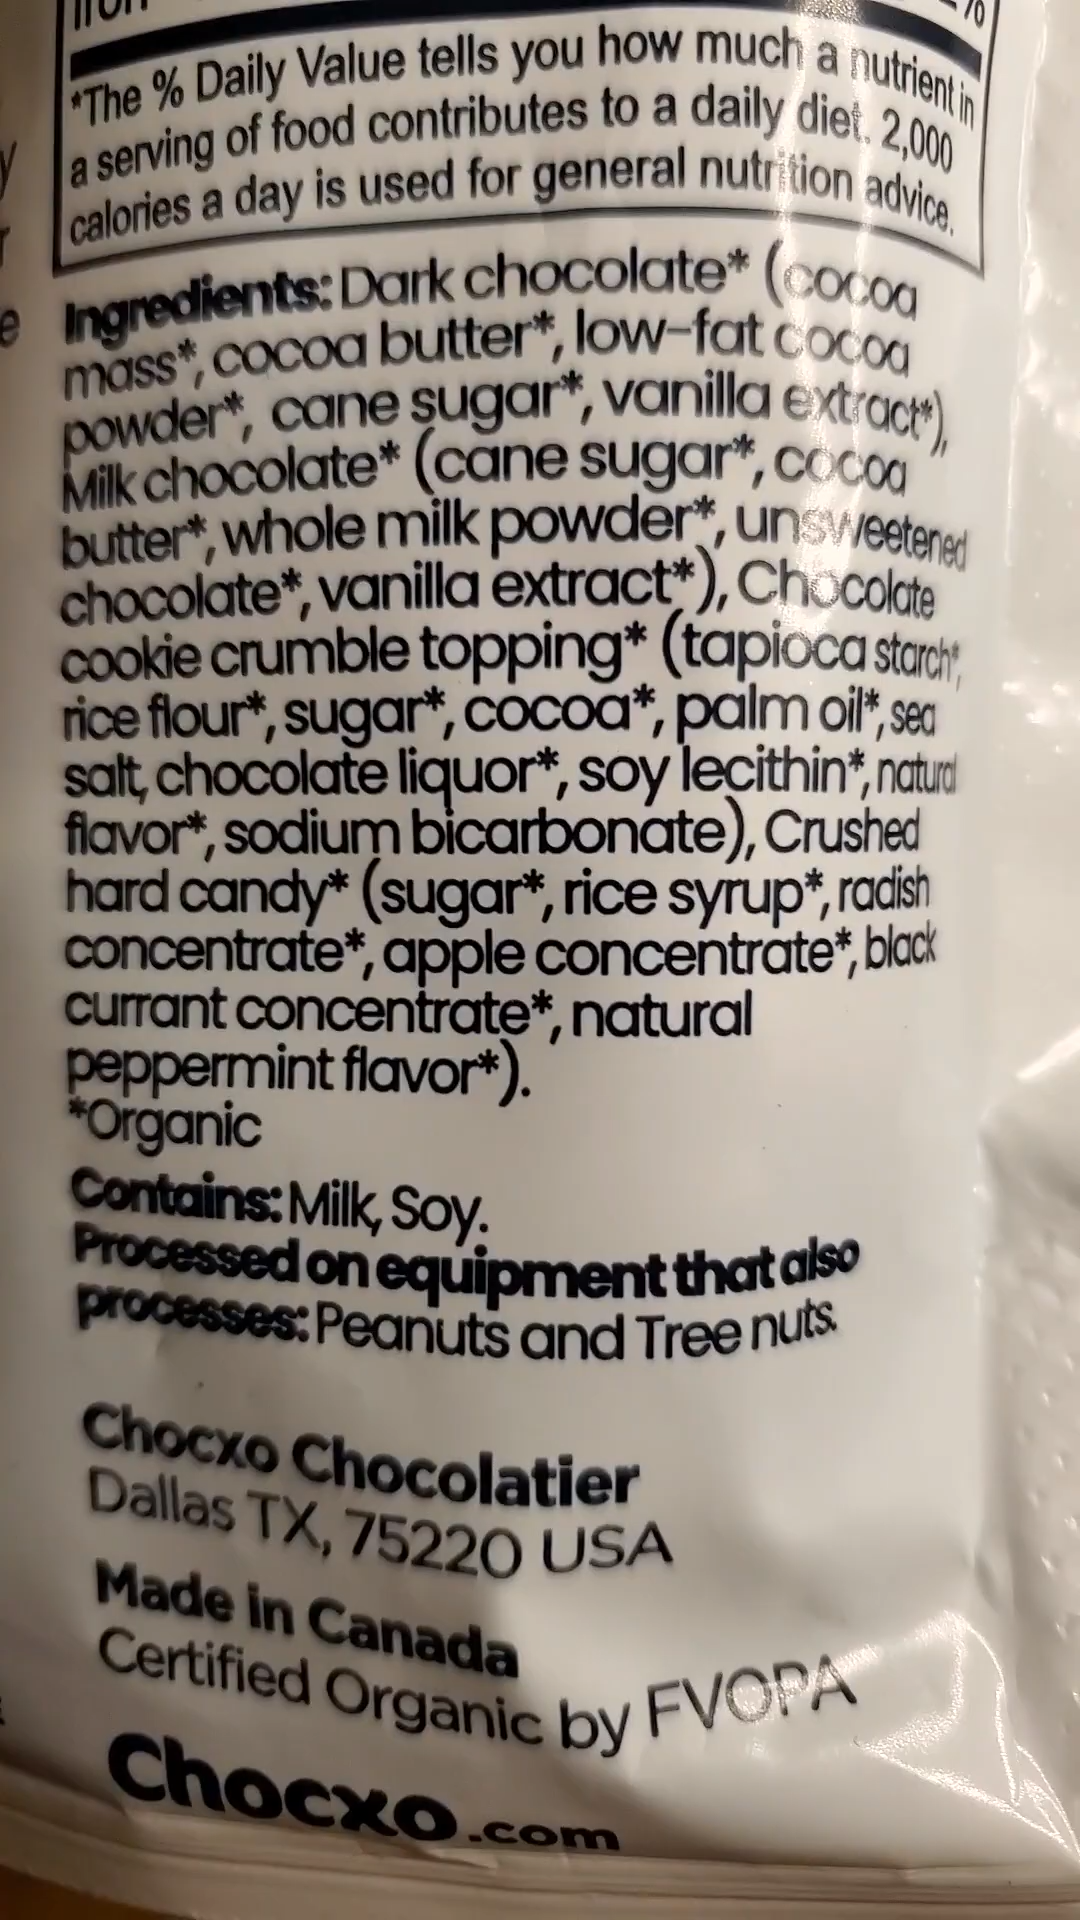 *The % Daily Value tells you how much a nutrient in
a serving of food contributes to a daily diet. 2,000
calories a day is used for general nutrition advice.
Ingredients: Dark chocolate* (cocoa
mass*, cocoa butter*, low-fat cocoa
powder*, cane sugar*, vanilla extract*),
Milk chocolate* (cane sugar*, cocoa
butter*, whole milk powder*, unsweetened
chocolate*, vanilla extract*), Chocolate
cookie crumble topping* (tapioca starch*,
rice flour*, sugar*, cocoa*, palm oil*, sea
salt, chocolate liquor*, soy lecithin*, natural
flavor*, sodium bicarbonate), Crushed
hard candy* (sugar*, rice syrup*, radish
concentrate*, apple concentrate*, black
currant concentrate*, natural
peppermint flavor*).
*Organic
Contains: Milk, Soy.
Processed on equipment that also
processes: Peanuts and Tree nuts.
Chocxo Chocolatier
Dallas TX, 75220 USA
Made in Canada
Certified Organic by FVOPA
Chocxo.com